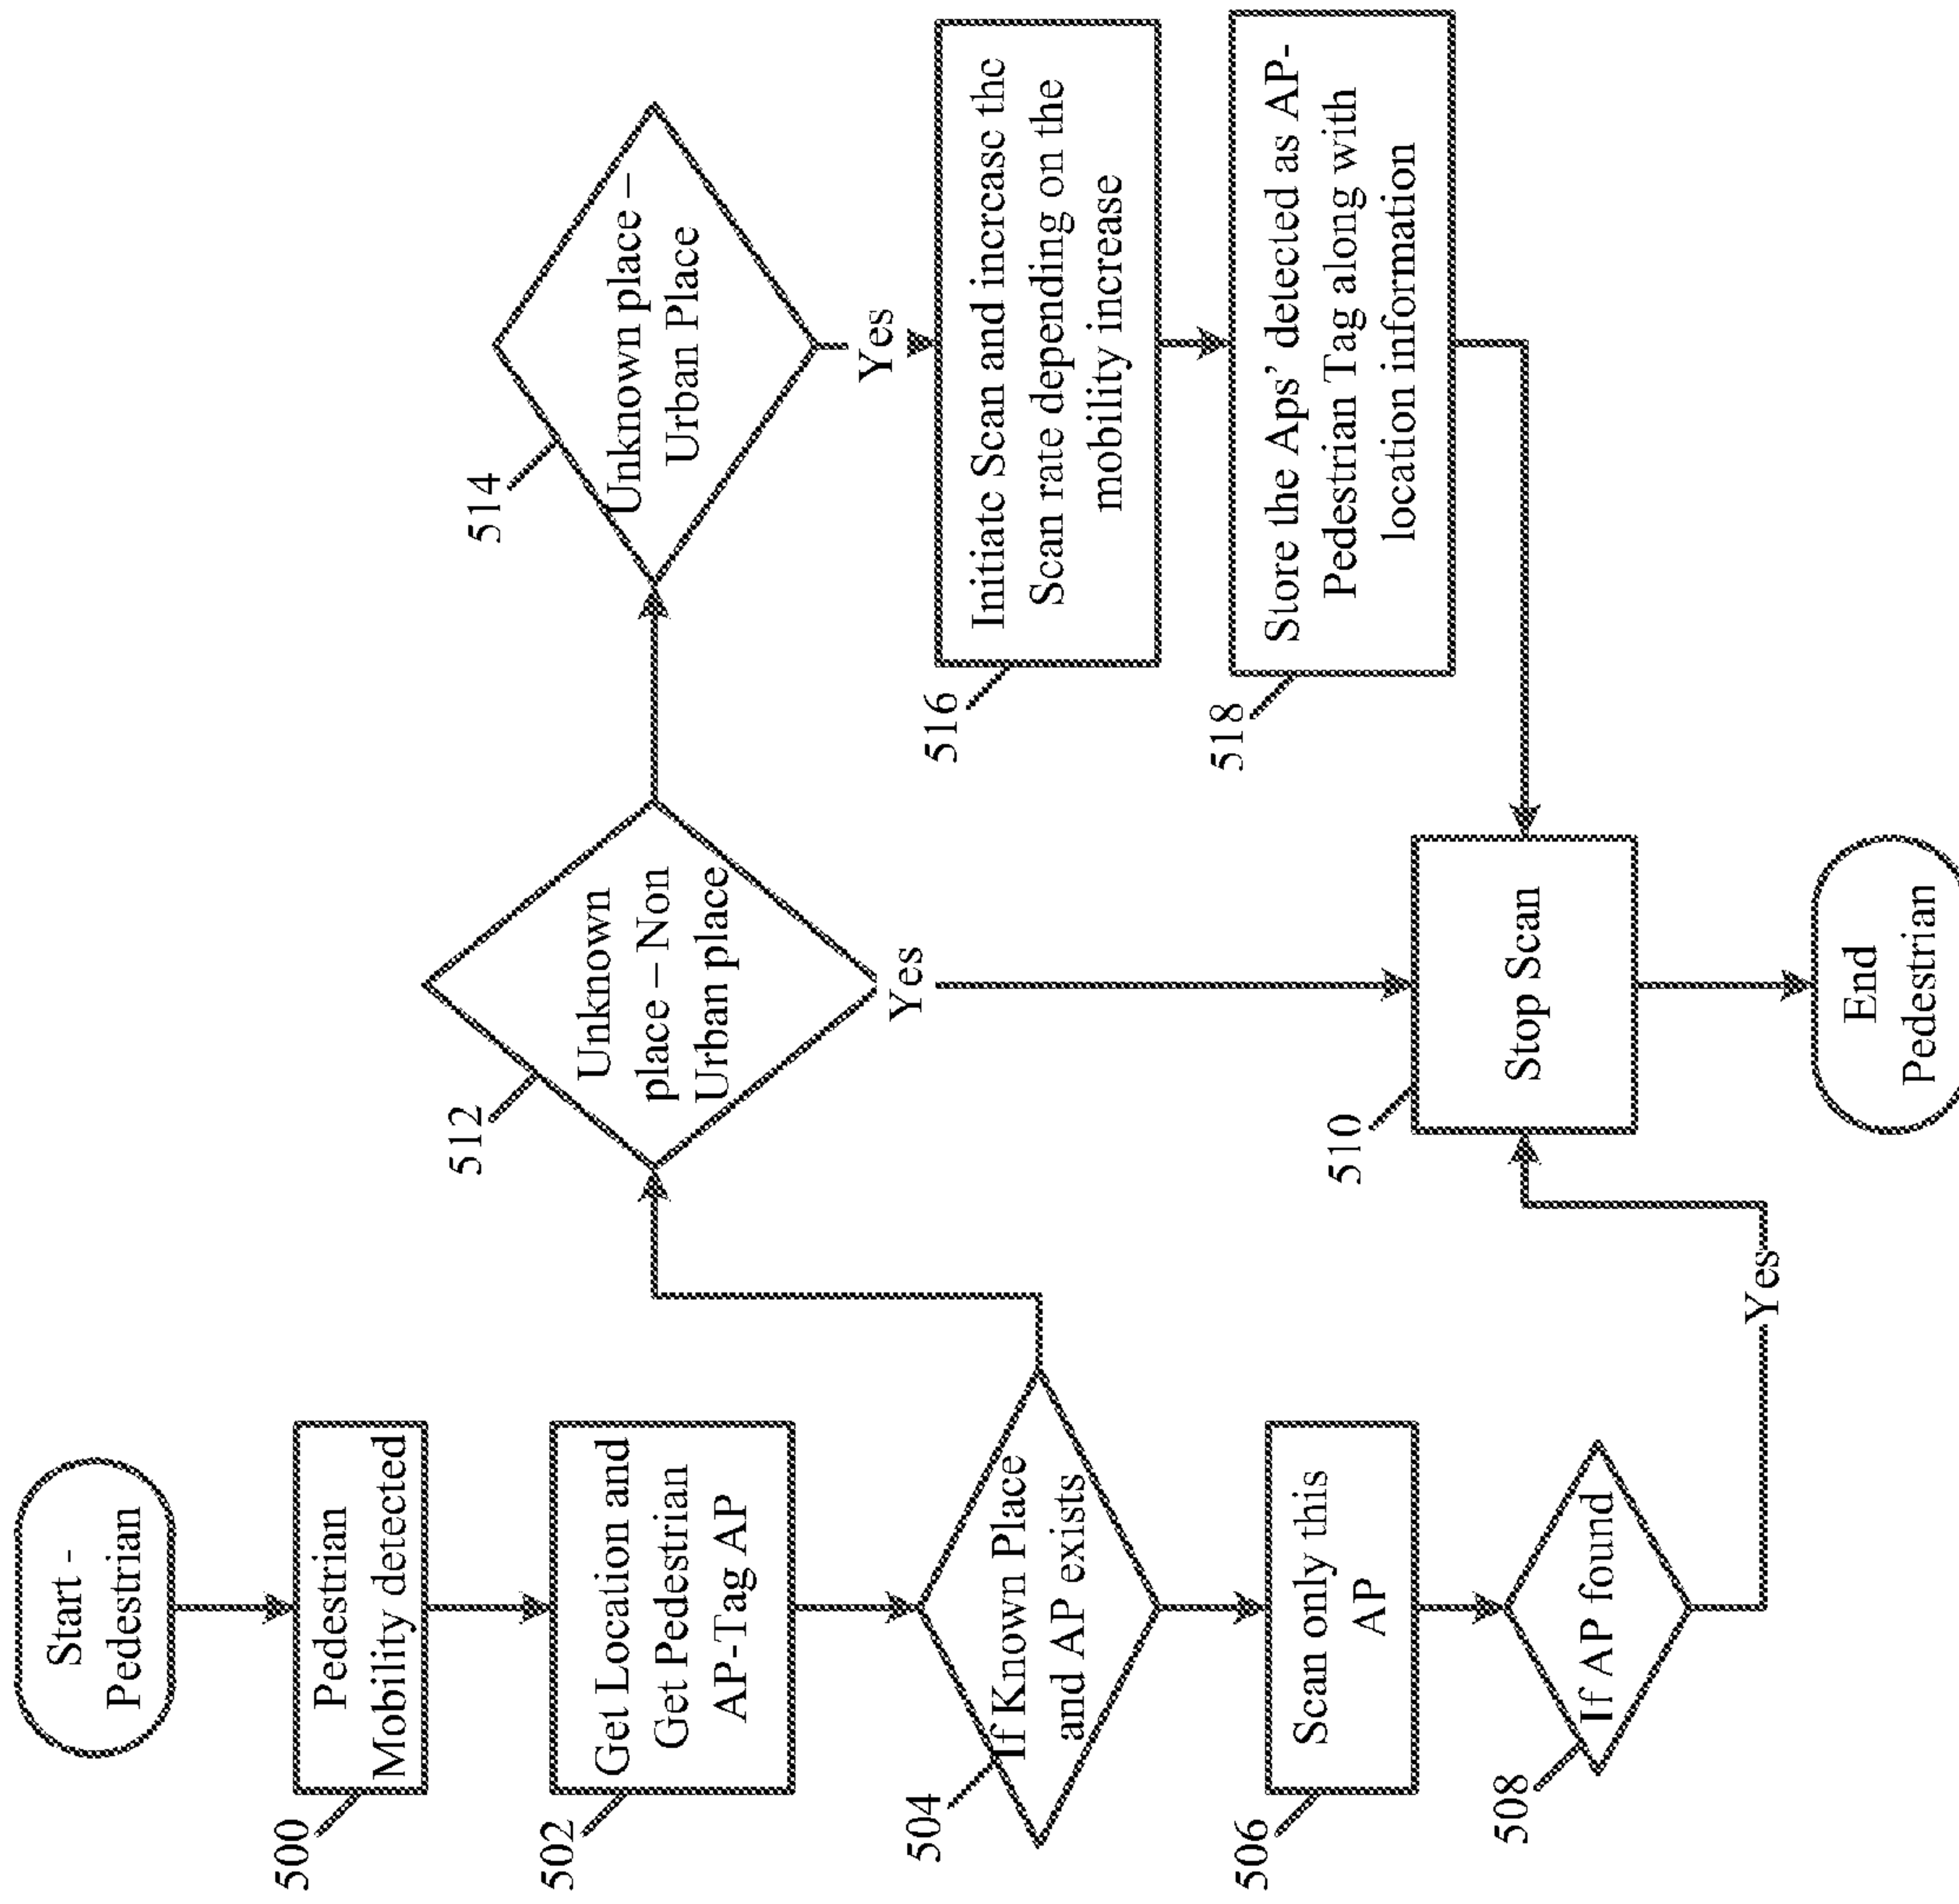 Start -
Pedestrian
500
Pedestrian
Mobility detected
502
Get Location and
Get Pedestrian
AP-Tag AP
504
If Known Place
and AP exists
506
Scan only this
AP
508
If AP found
Yes
512
Unknown
place – Non
Urban place
Yes
510
Stop Scan
End
Pedestrian
514
Unknown place –
Urban Place
Yes
516
Initiate Scan and increase the
Scan rate depending on the
mobility increase
518
Store the Aps' detected as AP-
Pedestrian Tag along with
location information